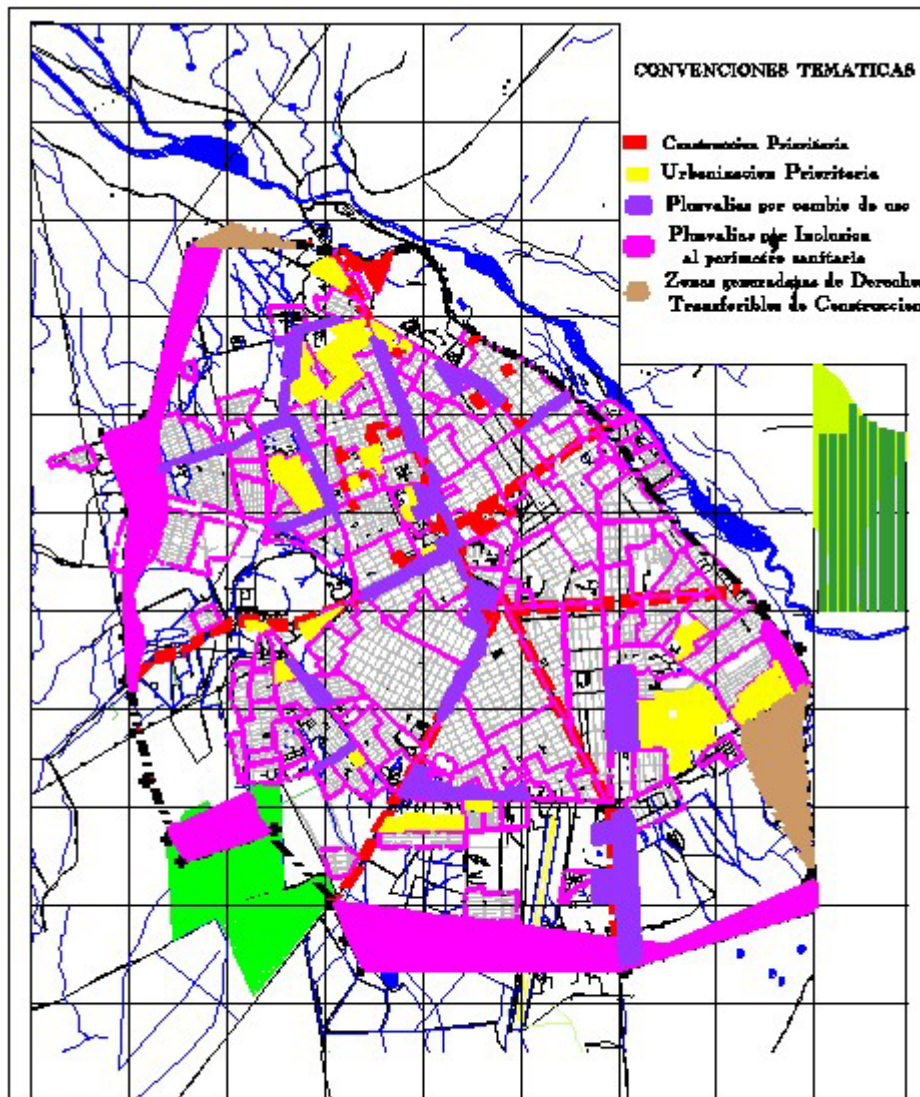 CONVENCIONES TEMATICAS
Construccion Prioritaria
Urbanizacion Prioritaria
Plusvalias por cambio de uso
Plusvalias por Inclusion
al perimetro sanitario
Zonas generadoras de Derechos
Transferibles de Construccion